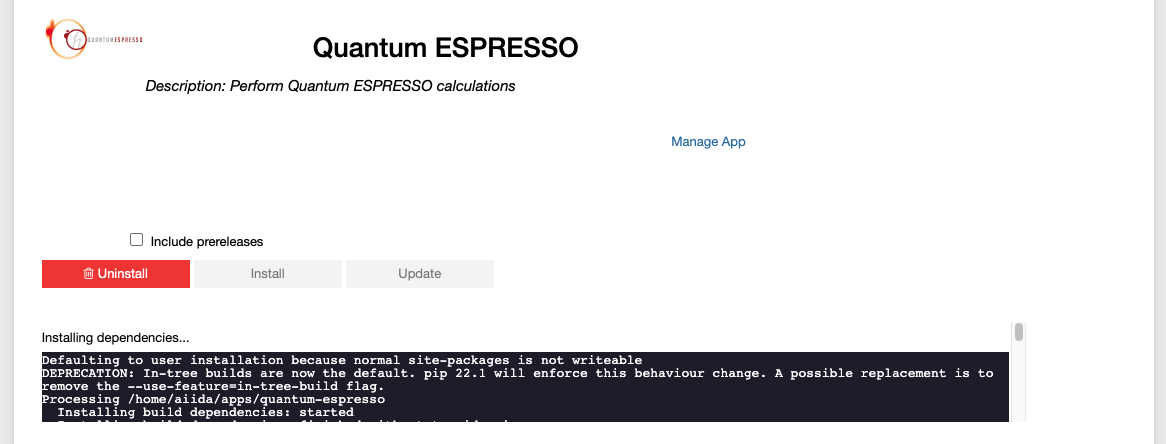 QUANTUMESPRESSO
Quantum ESPRESSO
Description: Perform Quantum ESPRESSO calculations
Manage App
Include prereleases
Uninstall
Install
Update
Installing dependencies...
Defaulting to user installation because normal site-packages is not writeable
DEPRECATION: In-tree builds are now the default. pip 22.1 will enforce this behaviour change. A possible replacement is to
remove the --use-feature=in-tree-build flag.
Processing /home/aiida/apps/quantum-espresso
Installing build dependencies: started